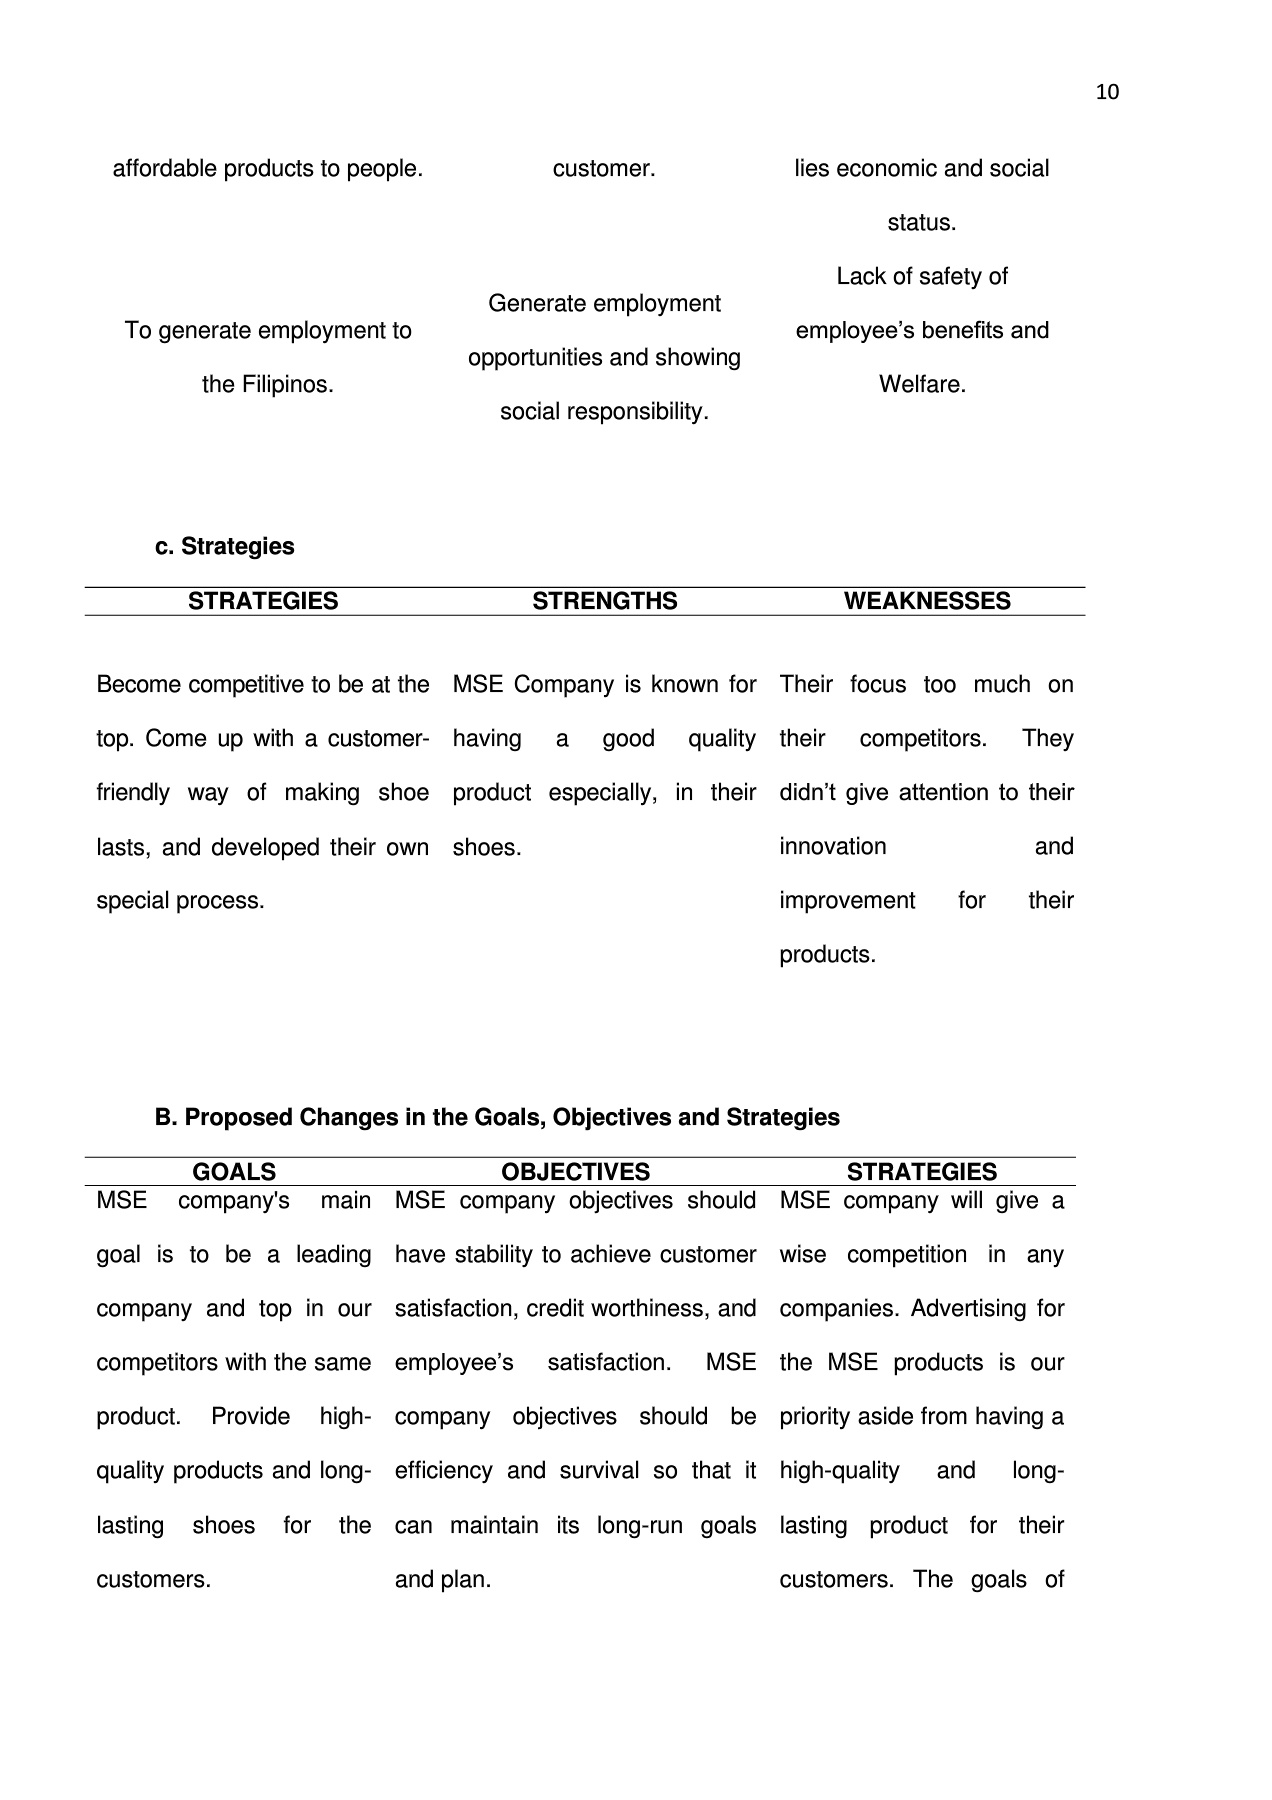 10
affordable products to people.
customer.
lies economic and social
status.
To generate employment to
the Filipinos.
Generate employment
opportunities and showing
social responsibility.
Lack of safety of
employee’s benefits and
Welfare.
c. Strategies
STRATEGIES STRENGTHS WEAKNESSES
Become competitive to be at the
top. Come up with a customer-
friendly way of making shoe
lasts, and developed their own
special process.
MSE Company is known for
having a good quality
product especially, in their
shoes.
Their focus too much on
their competitors. They
didn’t give attention to their
innovation and
improvement for their
products.
B. Proposed Changes in the Goals, Objectives and Strategies
GOALS OBJECTIVES STRATEGIES
MSE company's main
goal is to be a leading
company and top in our
competitors with the same
product. Provide high-
quality products and long-
lasting shoes for the
customers.
MSE company objectives should
have stability to achieve customer
satisfaction, credit worthiness, and
employee’s satisfaction. MSE
company objectives should be
efficiency and survival so that it
can maintain its long-run goals
and plan.
MSE company will give a
wise competition in any
companies. Advertising for
the MSE products is our
priority aside from having a
high-quality and long-
lasting product for their
customers. The goals of